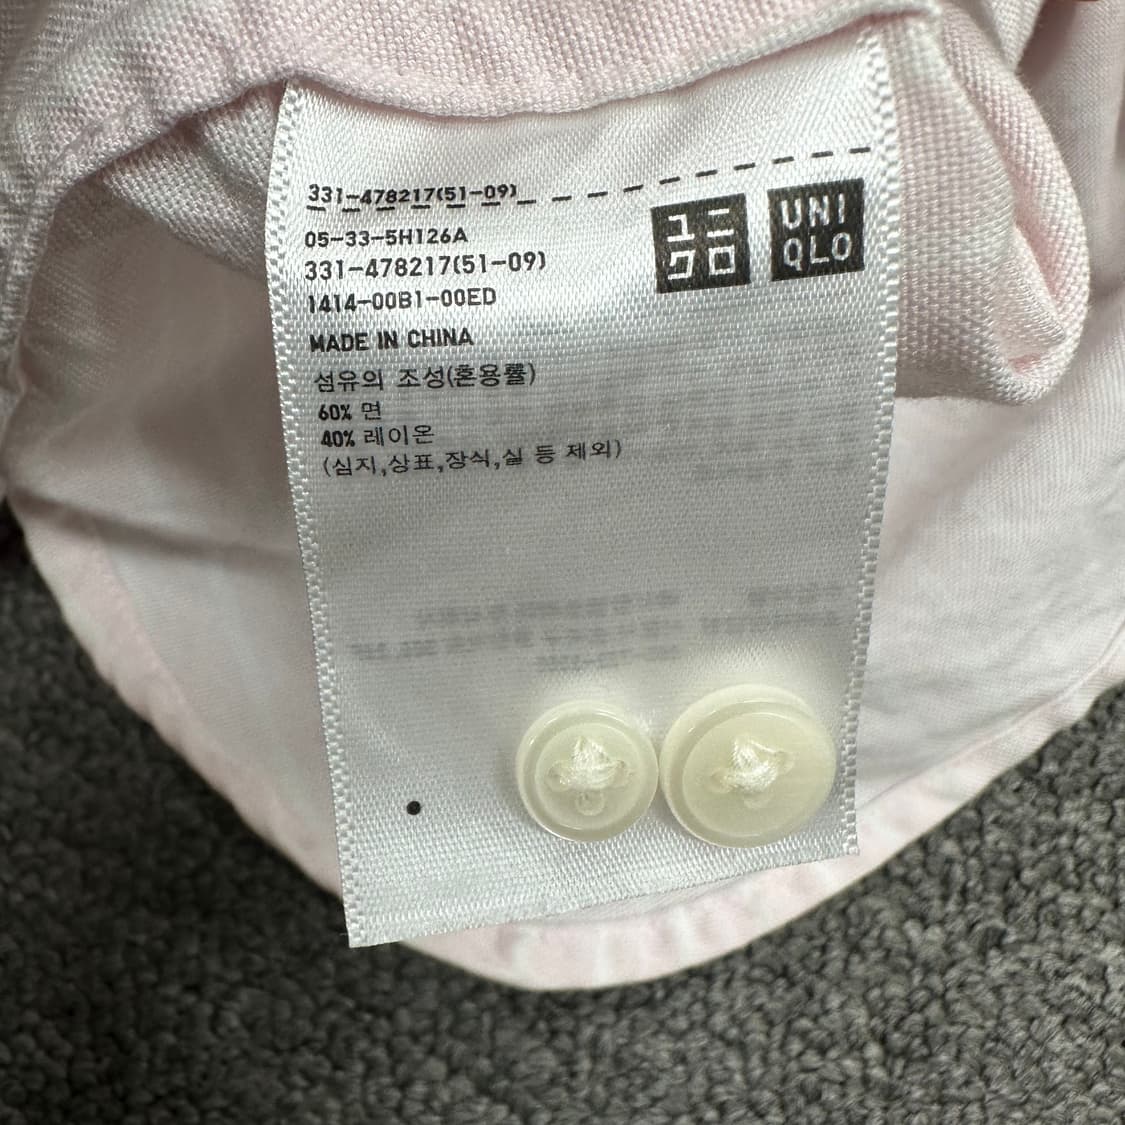 331-478217(51-09)
05-33-5H126A
331-478217(51-09)
1414-00B1-00ED
MADE IN CHINA
섬유의 조성(혼용률)
60% 면
40% 레이온
(심지,상표,장식,실 등 제외)
ユニ
クロ
UNI
QLO